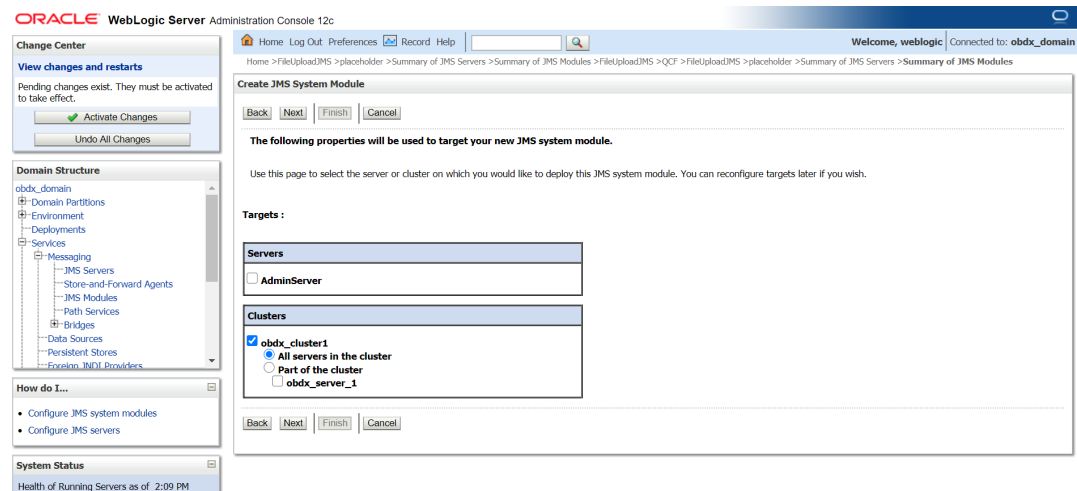 ORACLE WebLogic Server Administration Console 12c
Change Center
View changes and restarts
Pending changes exist. They must be activated
to take effect.
Activate Changes
Undo All Changes
Domain Structure
obdx_domain
Domain Partitions
Environment
Deployments
Services
Messaging
JMS Servers
Store-and-Forward Agents
JMS Modules
Path Services
Bridges
Data Sources
Persistent Stores
Foreign JNDI Providers
How do I...
Configure JMS system modules
Configure JMS servers
System Status
Health of Running Servers as of 2:09 PM
Home Log Out Preferences Record Help
Welcome, weblogic Connected to: obdx_domain
Home >FileUploadJMS >placeholder >Summary of JMS Servers >Summary of JMS Modules >FileUploadJMS >QCF >FileUploadJMS >placeholder >Summary of JMS Servers >Summary of JMS Modules
Create JMS System Module
Back Next Finish Cancel
The following properties will be used to target your new JMS system module.
Use this page to select the server or cluster on which you would like to deploy this JMS system module. You can reconfigure targets later if you wish.
Targets :
Servers
AdminServer
Clusters
obdx_cluster1
All servers in the cluster
Part of the cluster
obdx_server_1
Back Next Finish Cancel